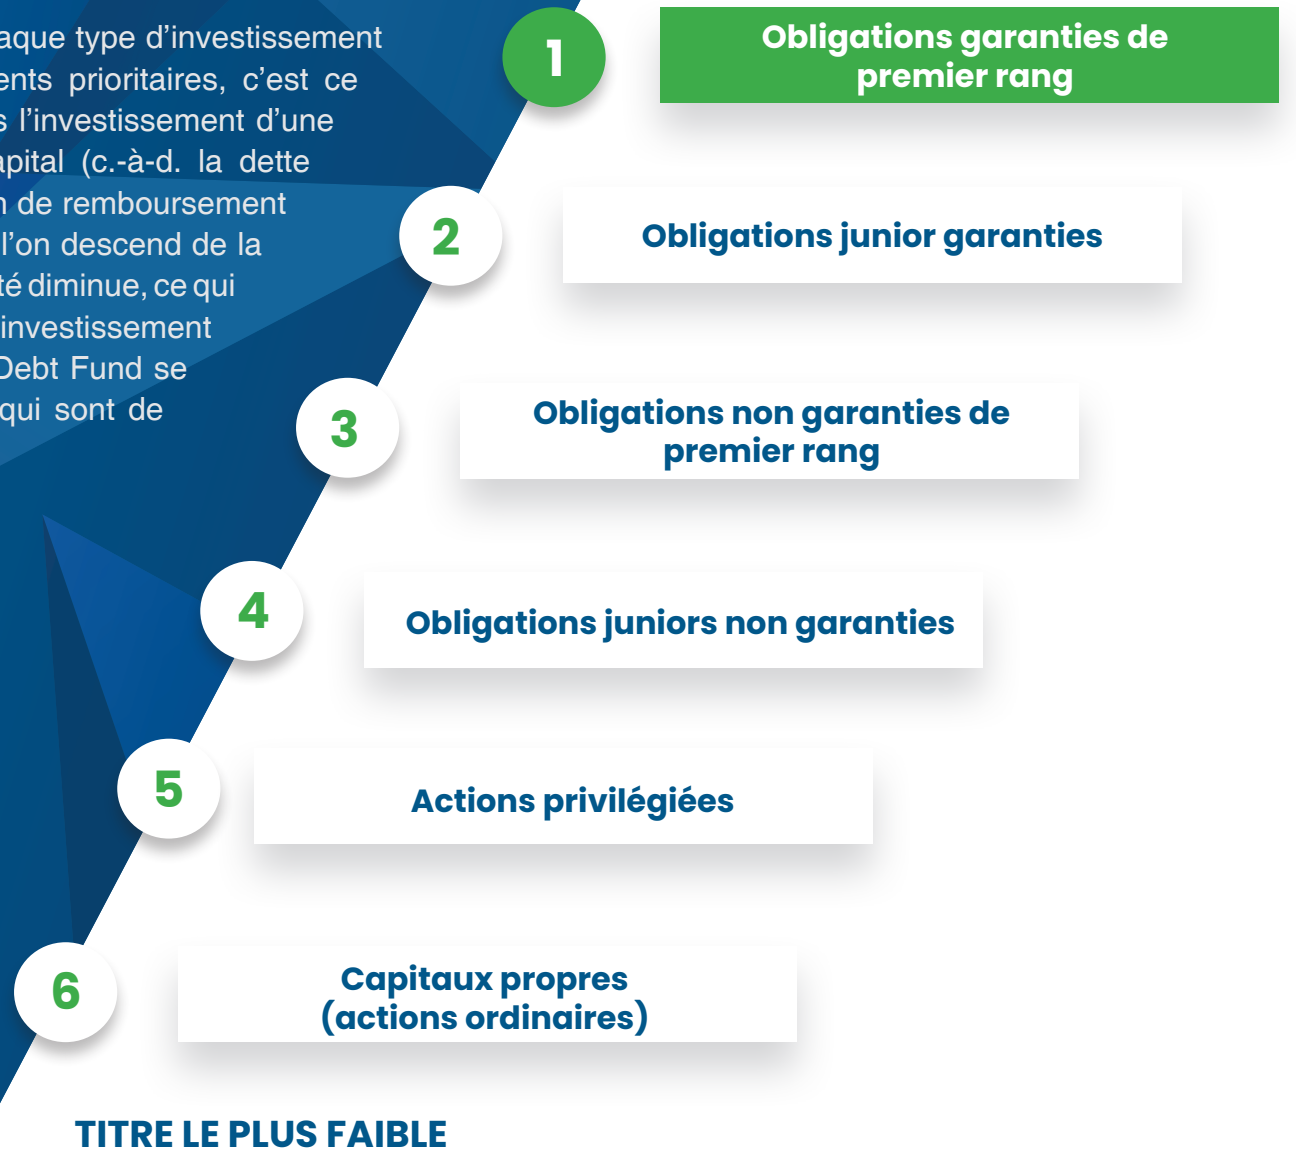 aque type d’investissement
ents prioritaires, c’est ce
s l’investissement d’une
apital (c.-à-d. la dette
n de remboursement
l’on descend de la
té diminue, ce qui
investissement
Debt Fund se
qui sont de
1
Obligations garanties de
premier rang
2
Obligations junior garanties
3
Obligations non garanties de
premier rang
4
Obligations juniors non garanties
5
Actions privilégiées
6
Capitaux propres
(actions ordinaires)
TITRE LE PLUS FAIBLE